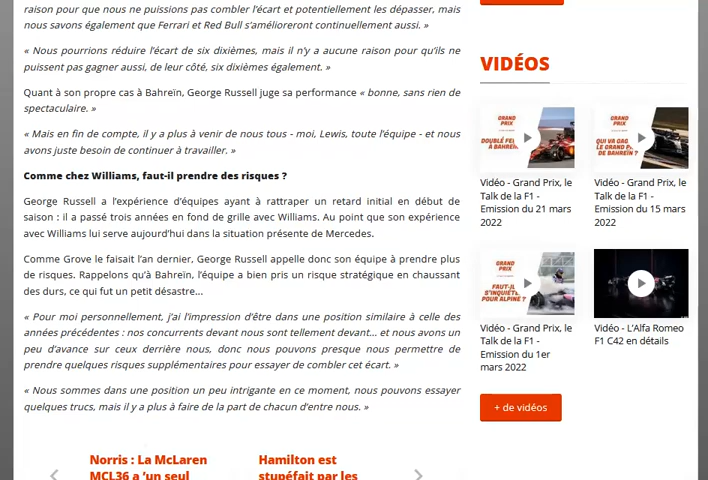 raison pour que nous ne puissions pas combler l'écart et potentiellement les dépasser, mais
nous savons également que Ferrari et Red Bull s'amélioreront continuellement aussi. »
« Nous pourrions réduire l'écart de six dixièmes, mais il n'y a aucune raison pour qu'ils ne
puissent pas gagner aussi, de leur côté, six dixièmes également. »
Quant à son propre cas à Bahreïn, George Russell juge sa performance « bonne, sans rien de
spectaculaire. »
« Mais en fin de compte, il y a plus à venir de nous tous - moi, Lewis, toute l'équipe - et nous
avons juste besoin de continuer à travailler. »
Comme chez Williams, faut-il prendre des risques ?
George Russell a l'expérience d'équipes ayant à rattraper un retard initial en début de
saison : il a passé trois années en fond de grille avec Williams. Au point que son expérience
avec Williams lui serve aujourd'hui dans la situation présente de Mercedes.
Comme Grove le faisait l'an dernier, George Russell appelle donc son équipe à prendre plus
de risques. Rappelons qu'à Bahreïn, l'équipe a bien pris un risque stratégique en chaussant
des durs, ce qui fut un petit désastre...
« Pour moi personnellement, j'ai l'impression d'être dans une position similaire à celle des
années précédentes : nos concurrents devant nous sont tellement devant... et nous avons un
peu d'avance sur ceux derrière nous, donc nous pouvons presque nous permettre de
prendre quelques risques supplémentaires pour essayer de combler cet écart. »
« Nous sommes dans une position un peu intrigante en ce moment, nous pouvons essayer
quelques trucs, mais il y a plus à faire de la part de chacun d'entre nous. »
Norris : La McLaren
MCL36 a 'un seul
Hamilton est
stupéfait par les
VIDÉOS
GRAND
PRIX
DOUBLÉ
À BAHREÏN
Vidéo - Grand Prix, le
Talk de la F1 -
Emission du 21 mars
2022
GRAND
PRIX
QUI VA
LE GRAND
DE BAHREÏN ?
Vidéo - Grand Prix, le
Talk de la F1 -
Emission du 15 mars
2022
GRAND
PRIX
FAUT-IL
S'INQUIÉTER
POUR ALPINE ?
Vidéo - Grand Prix, le
Talk de la F1 -
Emission du 1er
mars 2022
Vidéo - L'Alfa Romeo
F1 C42 en détails
+ de vidéos